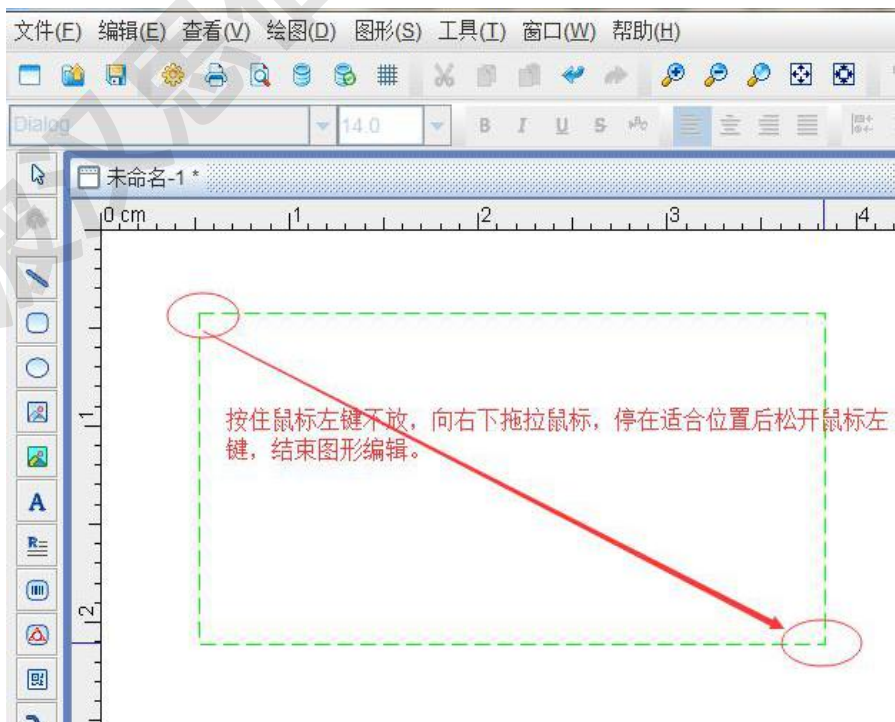 文件(F) 编辑(E) 查看(V) 绘图(D) 图形(S) 工具(T) 窗口(W) 帮助(H)
Dialog 14.0 B I U S
未命名-1 *
0 cm 1 2 3 4
按住鼠标左键不放，向右下拖拉鼠标，停在适合位置后松开鼠标左
键，结束图形编辑。
1
A
R
2